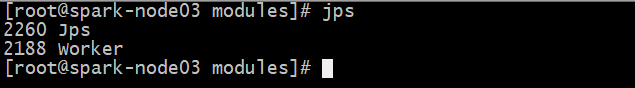 [root@spark-node03 modules]# jps
2260 Jps
2188 Worker
[root@spark-node03 modules]#